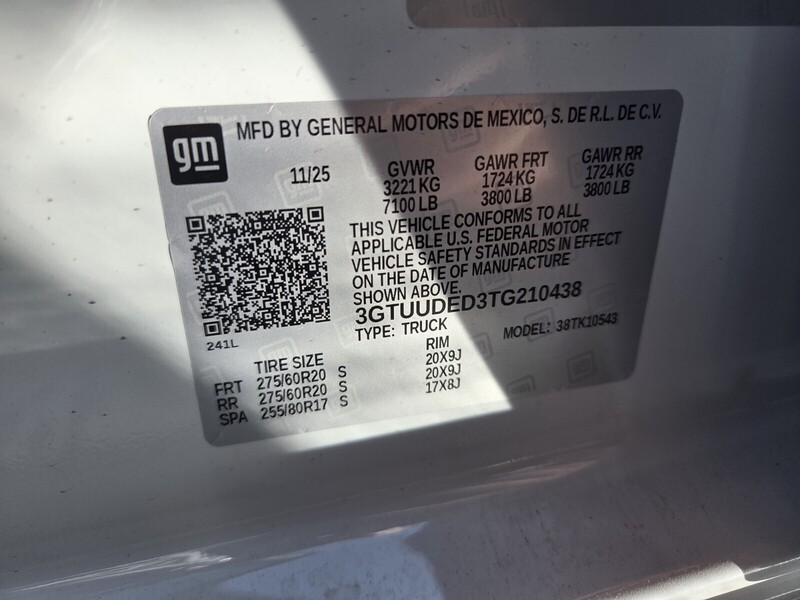 gm
MFD BY GENERAL MOTORS DE MEXICO, S. DE R.L. DE C.V.
11/25
GVWR GAWR FRT GAWR RR
3221 KG 1724 KG 1724 KG
7100 LB 3800 LB 3800 LB
THIS VEHICLE CONFORMS TO ALL
APPLICABLE U.S. FEDERAL MOTOR
VEHICLE SAFETY STANDARDS IN EFFECT
ON THE DATE OF MANUFACTURE
SHOWN ABOVE.
3GTUUDED3TG210438
TYPE: TRUCK MODEL: 38TK10543
241L
TIRE SIZE RIM
FRT 275/60R20 S 20X9J
RR 275/60R20 S 20X9J
SPA 255/80R17 S 17X8J